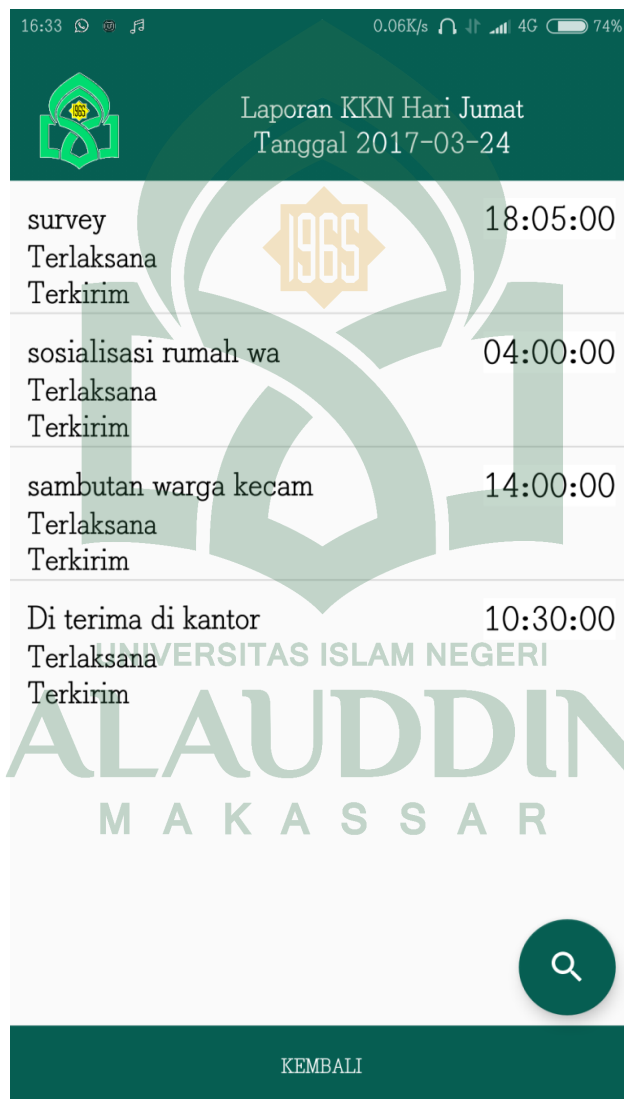 16:33 0.06K/s 4G 74%
1965
Laporan KKN Hari Jumat
Tanggal 2017-03-24
survey 18:05:00
Terlaksana
Terkirim
1965
sosialisasi rumah wa 04:00:00
Terlaksana
Terkirim
sambutan warga kecam 14:00:00
Terlaksana
Terkirim
Di terima di kantor 10:30:00
Terlaksana
Terkirim
UNIVERSITAS ISLAM NEGERI
ALAUDDIN
MAKASSAR
KEMBALI